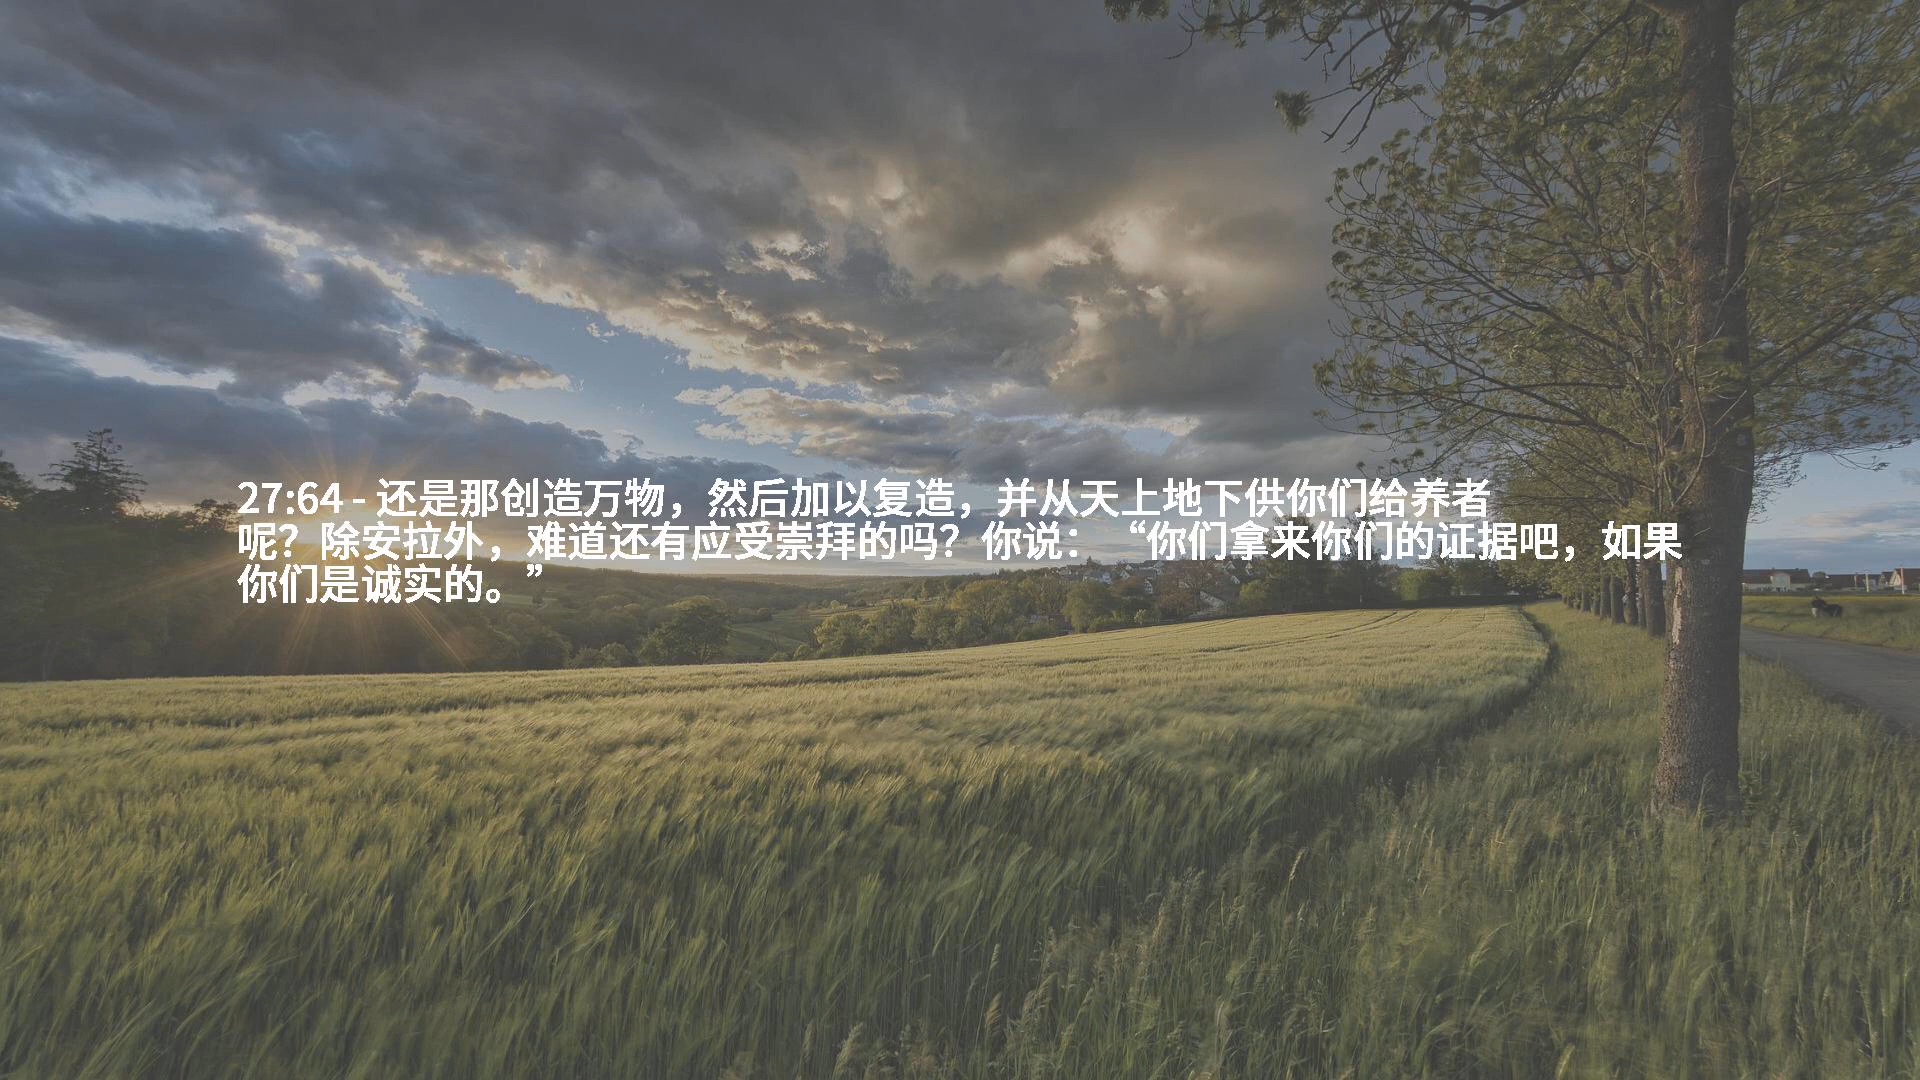 27:64 - 还是那创造万物，然后加以复造，并从天上地下供你们给养者
呢？除安拉外，难道还有应受崇拜的吗？你说：“你们拿来你们的证据吧，如果
你们是诚实的。”